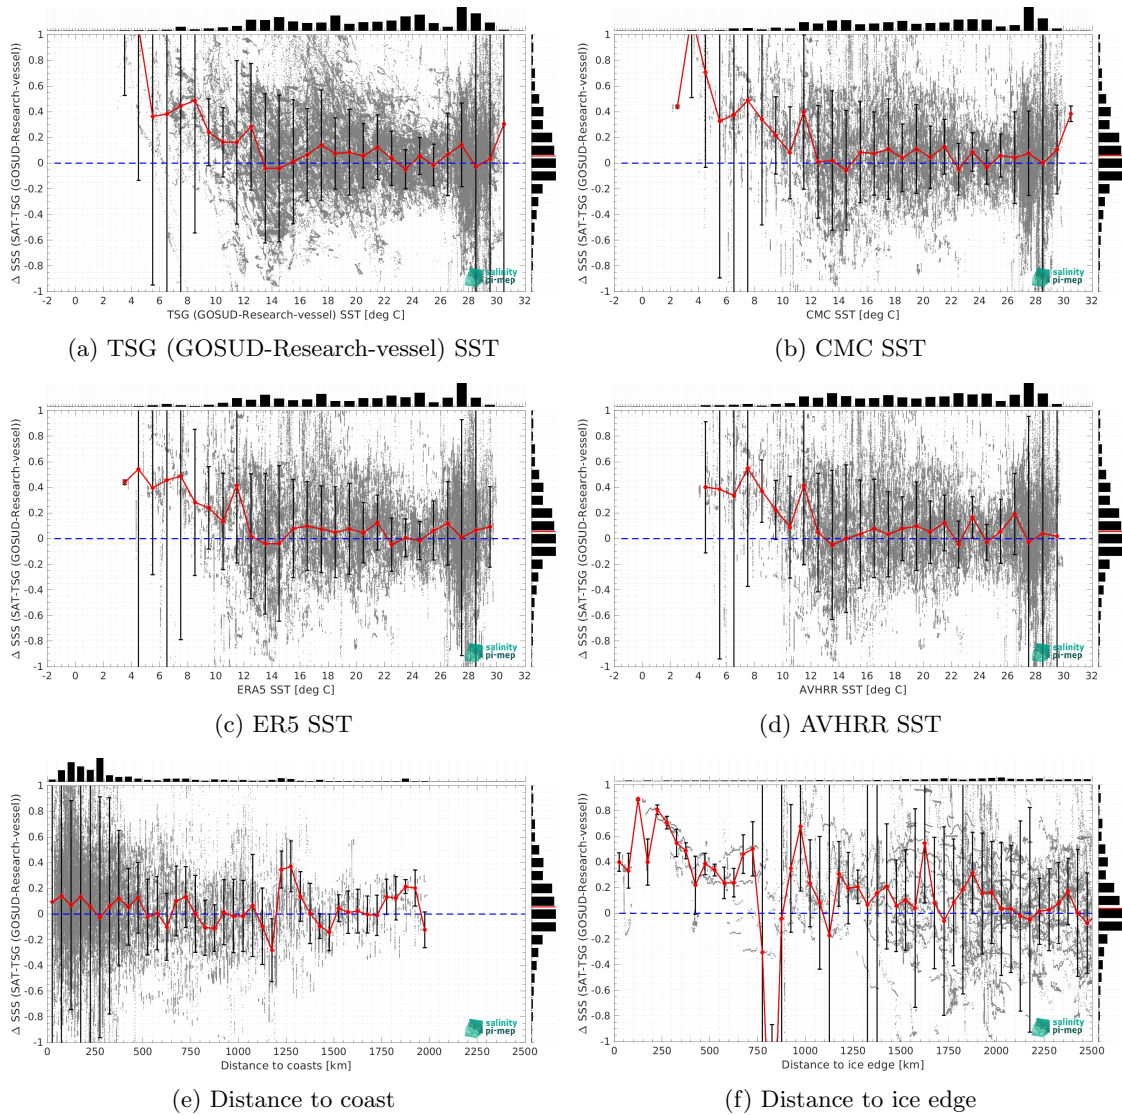 Δ SSS (SAT-TSG (GOSUD-Research-vessel))
1
0.8
0.6
0.4
0.2
0
-0.2
-0.4
-0.6
-0.8
-1
-2 0 2 4 6 8 10 12 14 16 18 20 22 24 26 28 30 32
TSG (GOSUD-Research-vessel) SST [deg C]
salinity
pi-mep
(a) TSG (GOSUD-Research-vessel) SST
Δ SSS (SAT-TSG (GOSUD-Research-vessel))
1
0.8
0.6
0.4
0.2
0
-0.2
-0.4
-0.6
-0.8
-1
-2 0 2 4 6 8 10 12 14 16 18 20 22 24 26 28 30 32
CMC SST [deg C]
salinity
pi-mep
(b) CMC SST
Δ SSS (SAT-TSG (GOSUD-Research-vessel))
1
0.8
0.6
0.4
0.2
0
-0.2
-0.4
-0.6
-0.8
-1
-2 0 2 4 6 8 10 12 14 16 18 20 22 24 26 28 30 32
ERA5 SST [deg C]
salinity
pi-mep
(c) ER5 SST
Δ SSS (SAT-TSG (GOSUD-Research-vessel))
1
0.8
0.6
0.4
0.2
0
-0.2
-0.4
-0.6
-0.8
-1
-2 0 2 4 6 8 10 12 14 16 18 20 22 24 26 28 30 32
AVHRR SST [deg C]
salinity
pi-mep
(d) AVHRR SST
Δ SSS (SAT-TSG (GOSUD-Research-vessel))
1
0.8
0.6
0.4
0.2
0
-0.2
-0.4
-0.6
-0.8
-1
0 250 500 750 1000 1250 1500 1750 2000 2250 2500
Distance to coasts [km]
salinity
pi-mep
(e) Distance to coast
Δ SSS (SAT-TSG (GOSUD-Research-vessel))
1
0.8
0.6
0.4
0.2
0
-0.2
-0.4
-0.6
-0.8
-1
0 250 500 750 1000 1250 1500 1750 2000 2250 2500
Distance to ice edge [km]
salinity
pi-mep
(f) Distance to ice edge